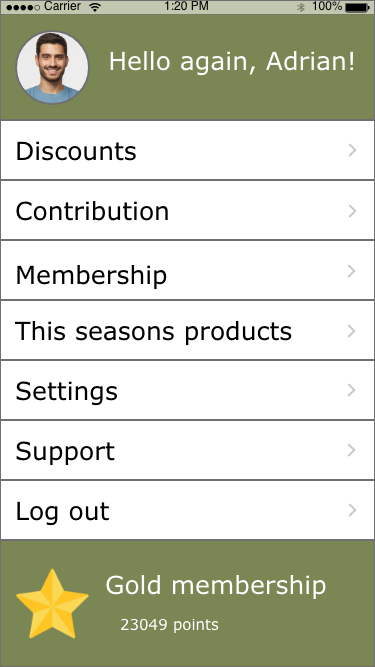 Carrier 1:20 PM 100%
Hello again, Adrian!
Discounts
Contribution
Membership
This seasons products
Settings
Support
Log out
Gold membership
23049 points